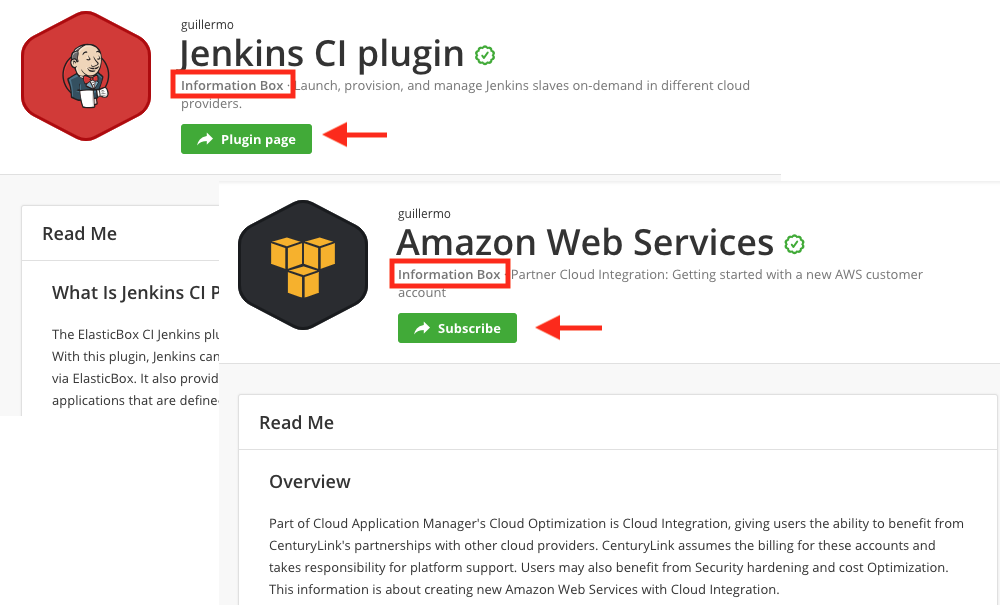 guillermo
Jenkins CI plugin
Information Box · Launch, provision, and manage Jenkins slaves on-demand in different cloud
providers.
Plugin page
Read Me
What Is Jenkins CI P
The ElasticBox CI Jenkins plu
With this plugin, Jenkins can
via ElasticBox. It also provid
applications that are define
guillermo
Amazon Web Services
Information Box · Partner Cloud Integration: Getting started with a new AWS customer
account
Subscribe
Read Me
Overview
Part of Cloud Application Manager's Cloud Optimization is Cloud Integration, giving users the ability to benefit from
CenturyLink's partnerships with other cloud providers. CenturyLink assumes the billing for these accounts and
takes responsibility for platform support. Users may also benefit from Security hardening and cost Optimization.
This information is about creating new Amazon Web Services with Cloud Integration.